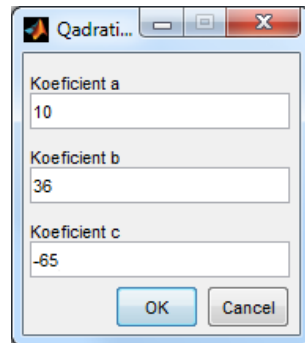 Qadrati...
Koeficient a
10
Koeficient b
36
Koeficient c
-65
OK Cancel